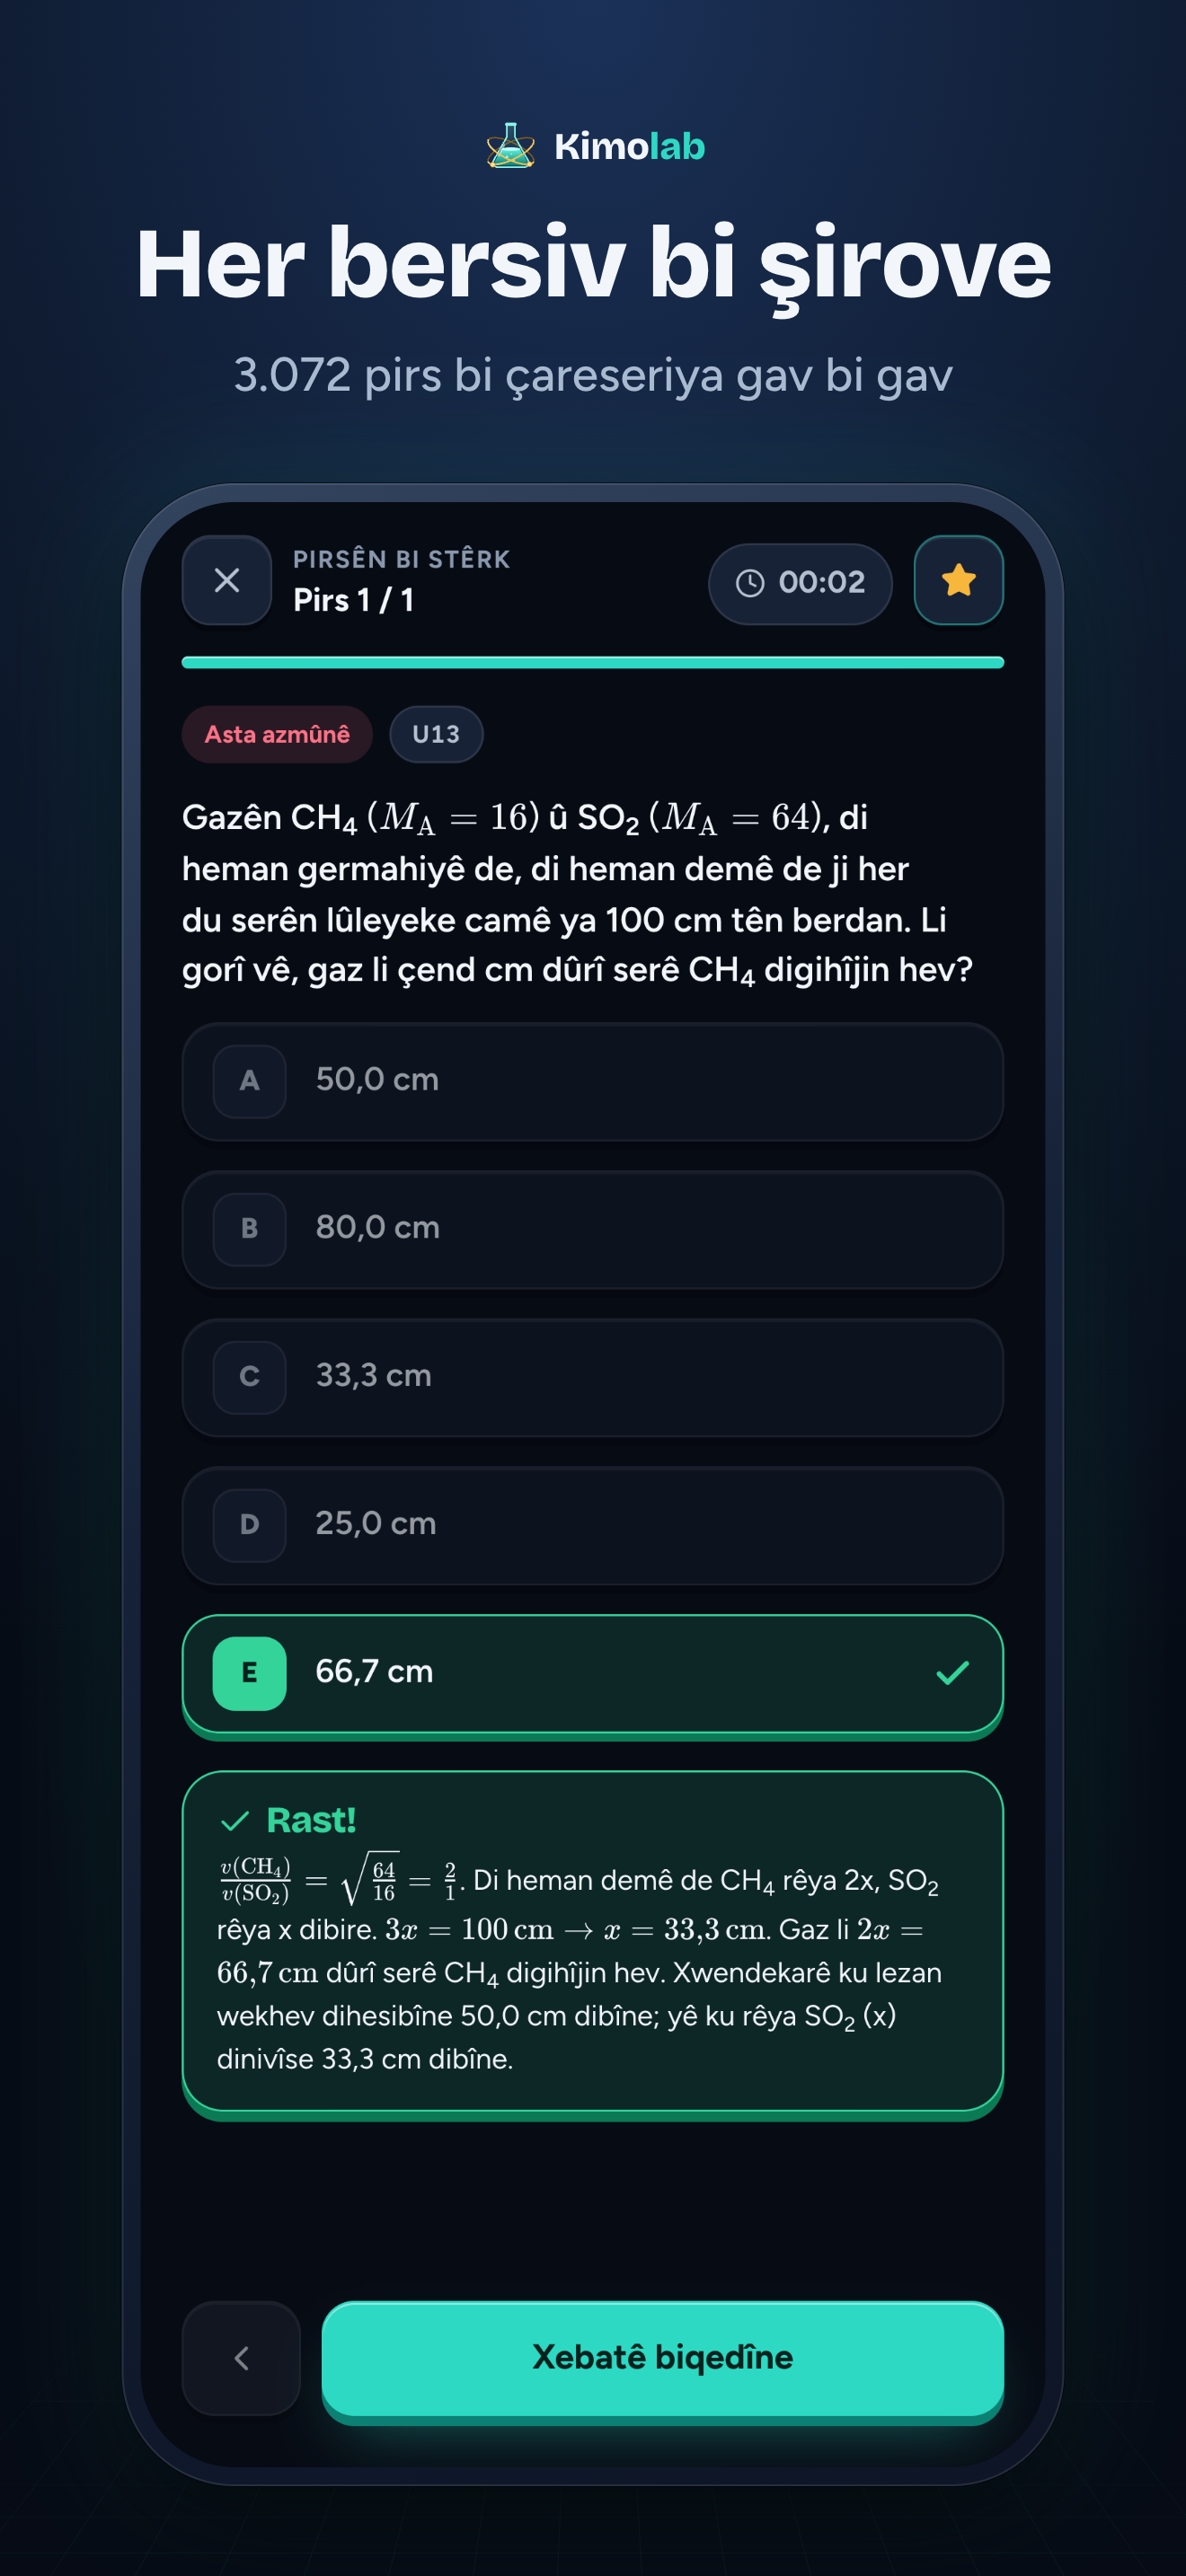 Kimolab
Her bersiv bi şirove
3.072 pirs bi çareseriya gav bi gav
PIRSÊN BI STÊRK
Pirs 1 / 1
00:02
Asta azmûnê
U13
Gazên CH₄ (M_A = 16) û SO₂ (M_A = 64), di
heman germahiyê de, di heman demê de ji her
du serên lûleyeke camê ya 100 cm tên berdan. Li
gorî vê, gaz li çend cm dûrî serê CH₄ digihîjin hev?
A 50,0 cm
B 80,0 cm
C 33,3 cm
D 25,0 cm
E 66,7 cm
Rast!
v(CH₄)/v(SO₂) = √(64/16) = 2/1. Di heman demê de CH₄ rêya 2x, SO₂
rêya x dibire. 3x = 100 cm → x = 33,3 cm. Gaz li 2x =
66,7 cm dûrî serê CH₄ digihîjin hev. Xwendekarê ku lezan
wekhev dihesibîne 50,0 cm dibîne; yê ku rêya SO₂ (x)
dinivîse 33,3 cm dibîne.
Xebatê biqedîne